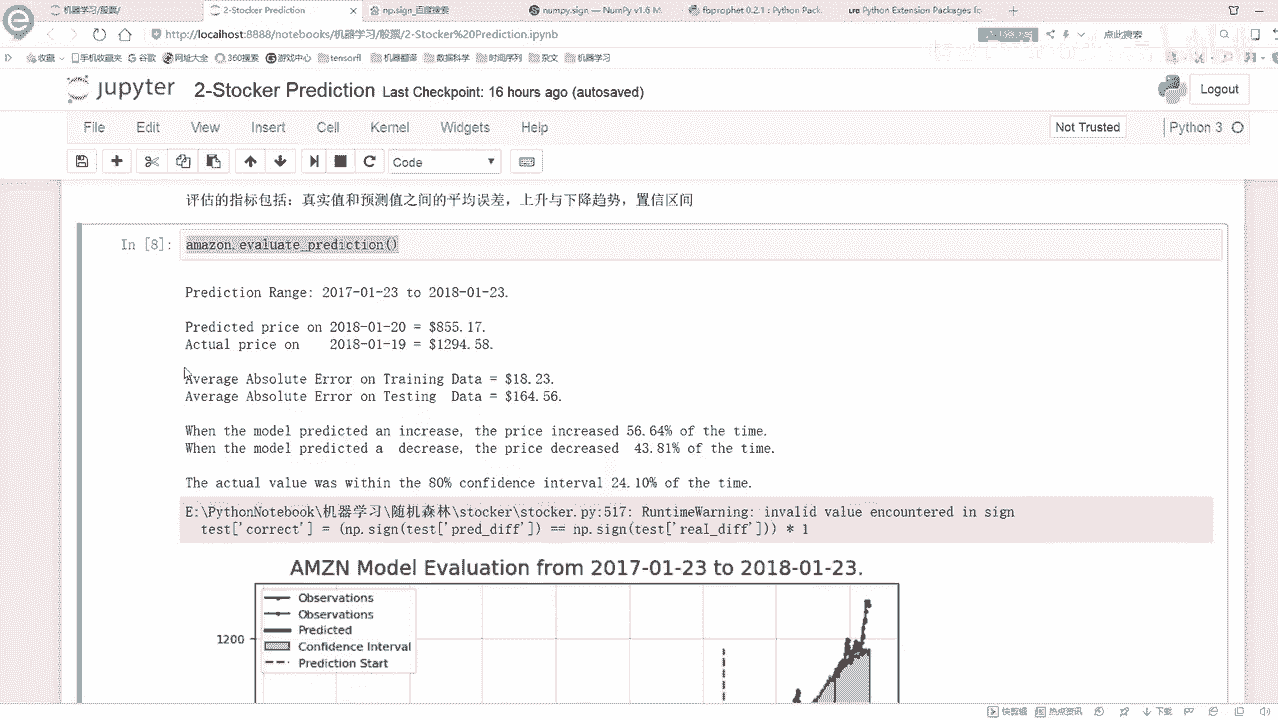 机器学习/股票/
2-Stocker Prediction
np.sign_百度搜索
numpy.sign — NumPy v1.6 M
fbprophet 0.2.1 : Python Pack
Python Extension Packages fo
http://localhost:8888/notebooks/机器学习/股票/2-Stocker%20Prediction.ipynb
点此搜索
收藏
手机收藏夹
谷歌
网址大全
360搜索
游戏中心
tensorfl
机器翻译
数据科学
时间序列
杂文
机器学习
jupyter
2-Stocker Prediction
Last Checkpoint: 16 hours ago (autosaved)
Logout
File
Edit
View
Insert
Cell
Kernel
Widgets
Help
Not Trusted
Python 3
Code
评估的指标包括：真实值和预测值之间的平均误差，上升与下降趋势，置信区间
In [8]:
amazon.evaluate_prediction()
Prediction Range: 2017-01-23 to 2018-01-23.
Predicted price on 2018-01-20 = $855.17.
Actual price on 2018-01-19 = $1294.58.
Average Absolute Error on Training Data = $18.23.
Average Absolute Error on Testing Data = $164.56.
When the model predicted an increase, the price increased 56.64% of the time.
When the model predicted a decrease, the price decreased 43.81% of the time.
The actual value was within the 80% confidence interval 24.10% of the time.
E:\PythonNotebook\机器学习\随机森林\stocker\stocker.py:517: RuntimeWarning: invalid value encountered in sign
test['correct'] = (np.sign(test['pred_diff']) == np.sign(test['real_diff'])) * 1
AMZN Model Evaluation from 2017-01-23 to 2018-01-23.
Observations
Observations
Predicted
Confidence Interval
Prediction Start
1200
快剪辑
热点资讯
下载